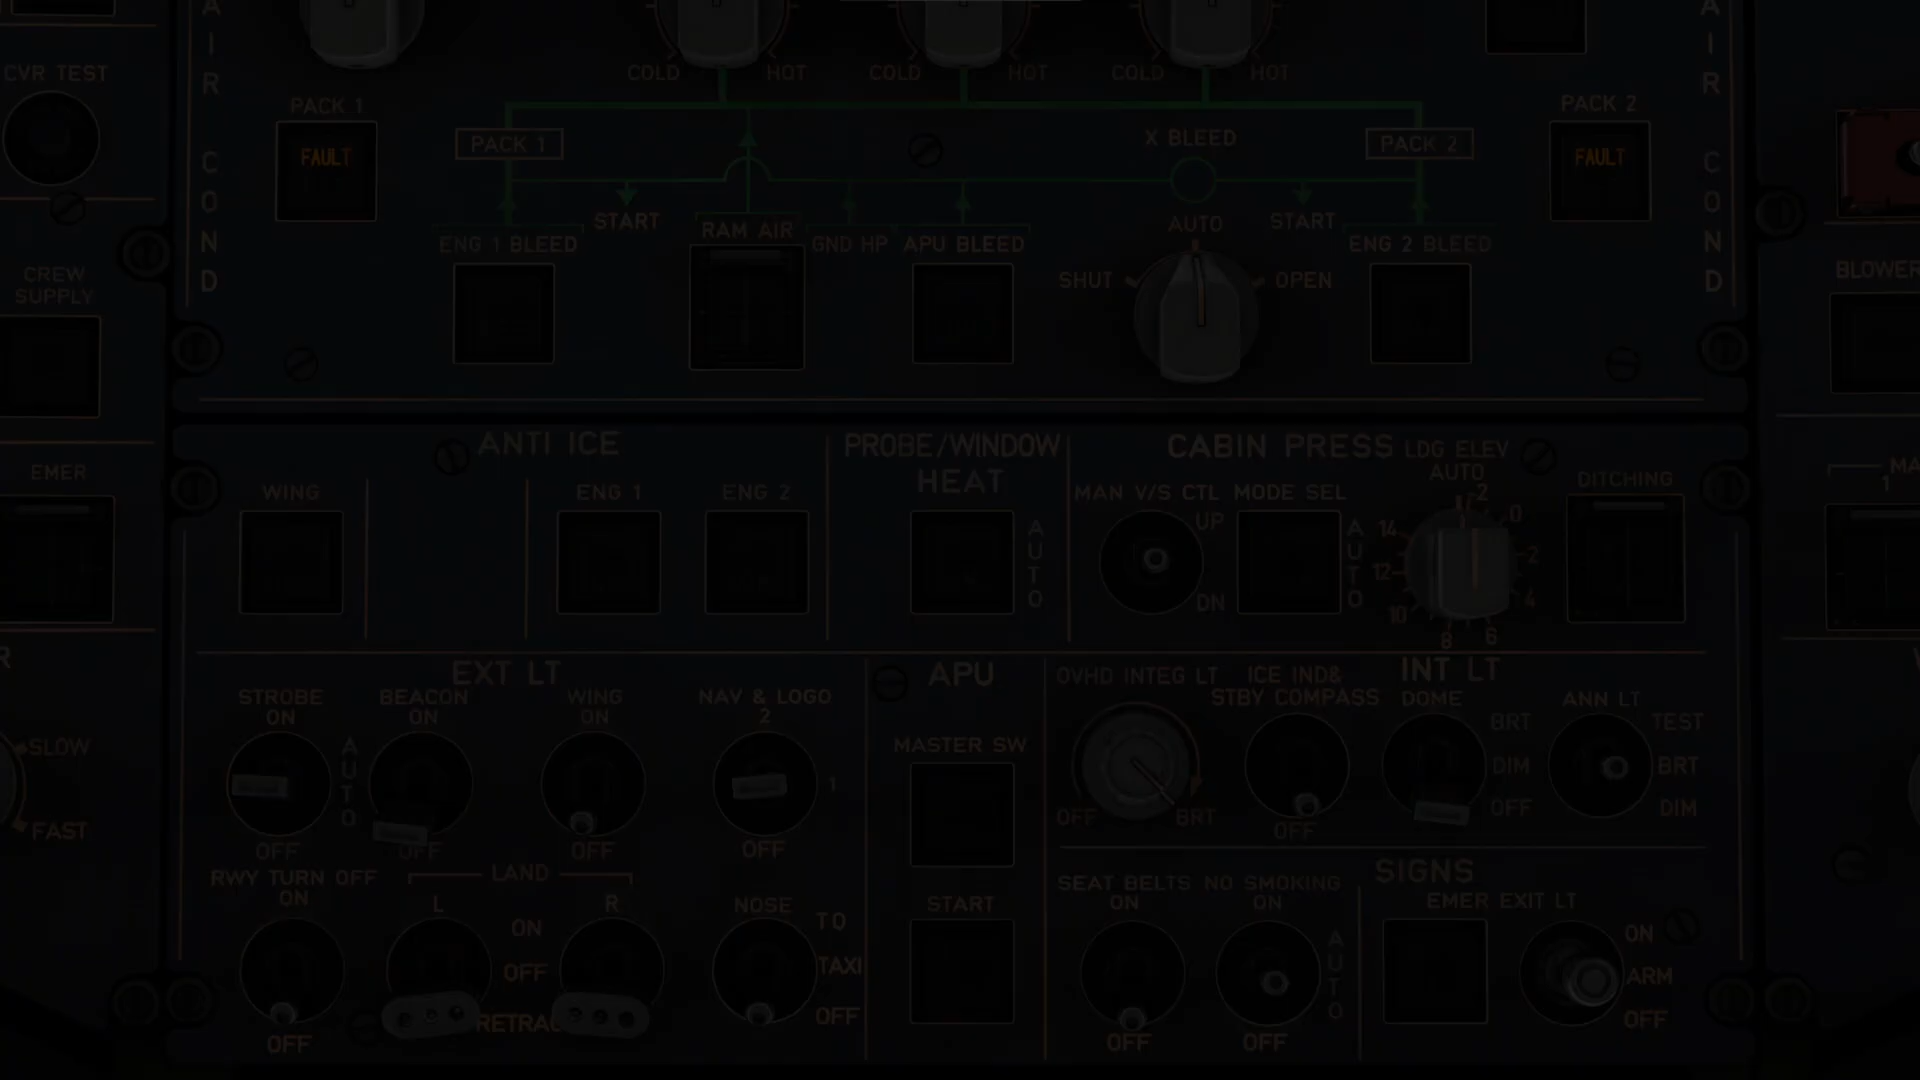 A
I
R
C
O
N
D
COLD HOT COLD HOT COLD HOT
A
I
R
C
O
N
D
CVR TEST
PACK 1
FAULT
PACK 1
X BLEED
PACK 2
PACK 2
FAULT
START
START
ENG 1 BLEED
RAM AIR
GND HP
APU BLEED
AUTO
SHUT
OPEN
ENG 2 BLEED
CREW
SUPPLY
BLOWER
EMER
ANTI ICE
WING
ENG 1
ENG 2
PROBE/WINDOW
HEAT
AUTO
CABIN PRESS
MAN V/S CTL
UP
DN
MODE SEL
AUTO
LDG ELEV
AUTO
-2
0
2
4
6
8
10
12
14
DITCHING
MA
1
EXT LT
STROBE
ON
AUTO
OFF
BEACON
ON
OFF
WING
ON
OFF
NAV & LOGO
2
1
OFF
SLOW
FAST
RWY TURN OFF
ON
OFF
LAND
L
R
ON
OFF
RETRAC
NOSE
TO
TAXI
OFF
APU
MASTER SW
START
INT LT
OVHD INTEG LT
OFF
BRT
ICE IND&
STBY COMPASS
OFF
DOME
BRT
DIM
OFF
ANN LT
TEST
BRT
DIM
SIGNS
SEAT BELTS
ON
OFF
NO SMOKING
ON
AUTO
OFF
EMER EXIT LT
ON
ARM
OFF